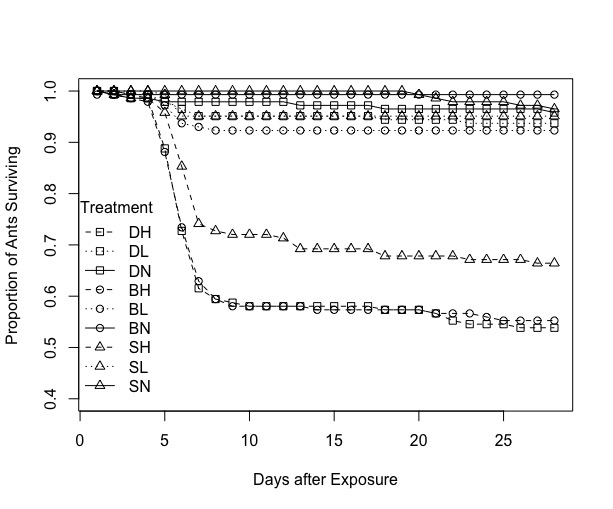 1.0
0.9
0.8
0.7
0.6
0.5
0.4
Proportion of Ants Surviving
Treatment
DH
DL
DN
BH
BL
BN
SH
SL
SN
0 5 10 15 20 25
Days after Exposure